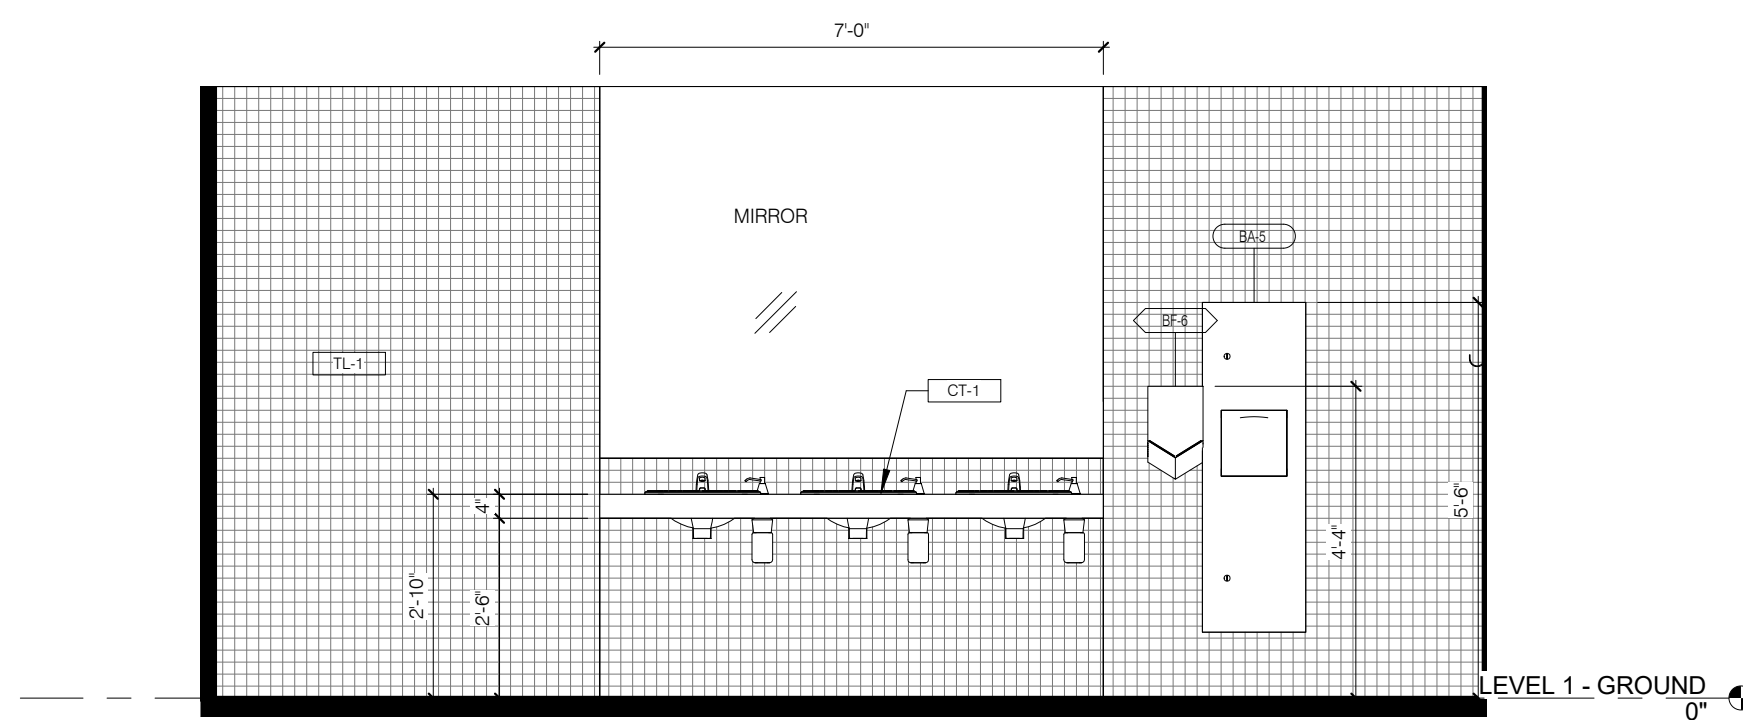 7'-0"
MIRROR
BA-5
BF-6
TL-1
CT-1
4"
5'-6"
4'-4"
2'-10"
2'-6"
LEVEL 1 - GROUND
0"